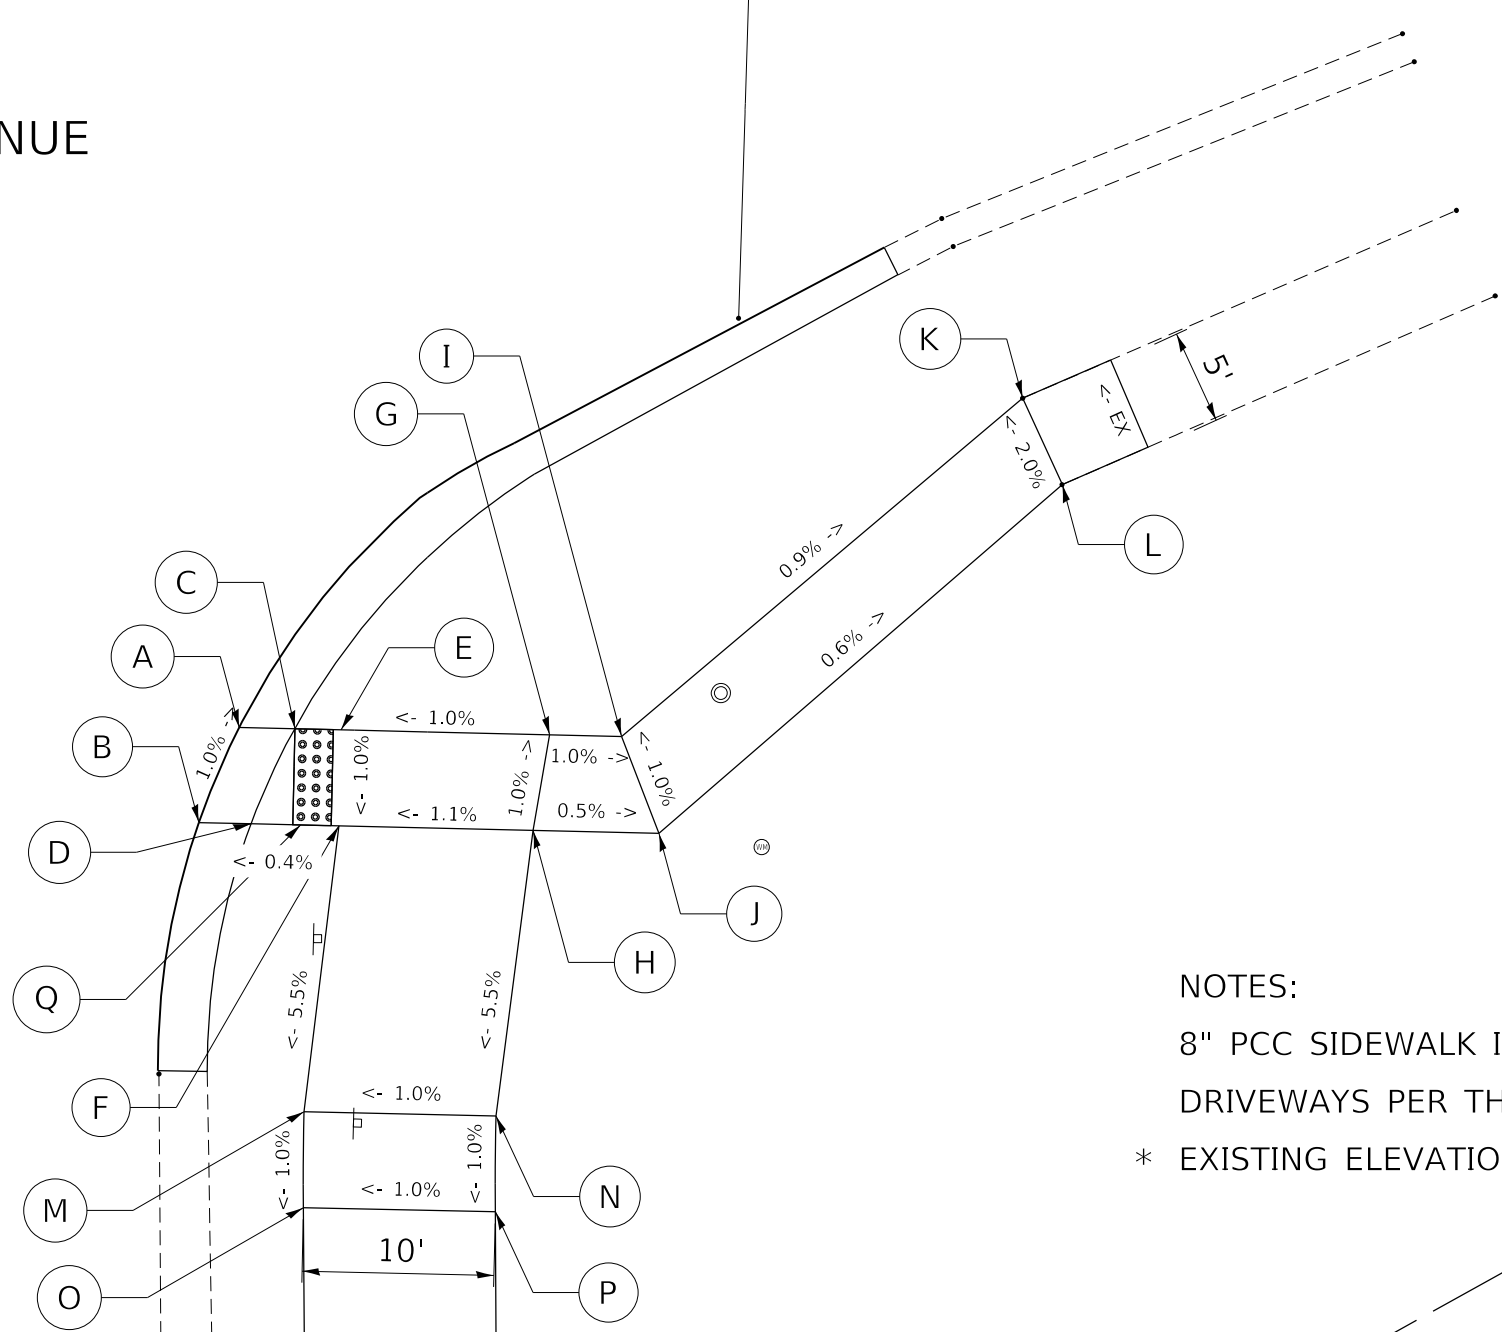 NUE
I
K
G
5'
<- EX
<- 2.0%
L
0.9% ->
C
A
E
0.6% ->
<- 1.0%
1.0% ->
B
<- 1.0%
1.0% ->
1.0% ->
<- 1.0%
<- 1.1%
0.5% ->
D
<- 0.4%
WM
J
H
Q
<- 5.5%
<- 5.5%
NOTES:
8" PCC SIDEWALK I
DRIVEWAYS PER TH
* EXISTING ELEVATIO
F
<- 1.0%
<- 1.0%
<- 1.0%
M
<- 1.0%
N
10'
O
P